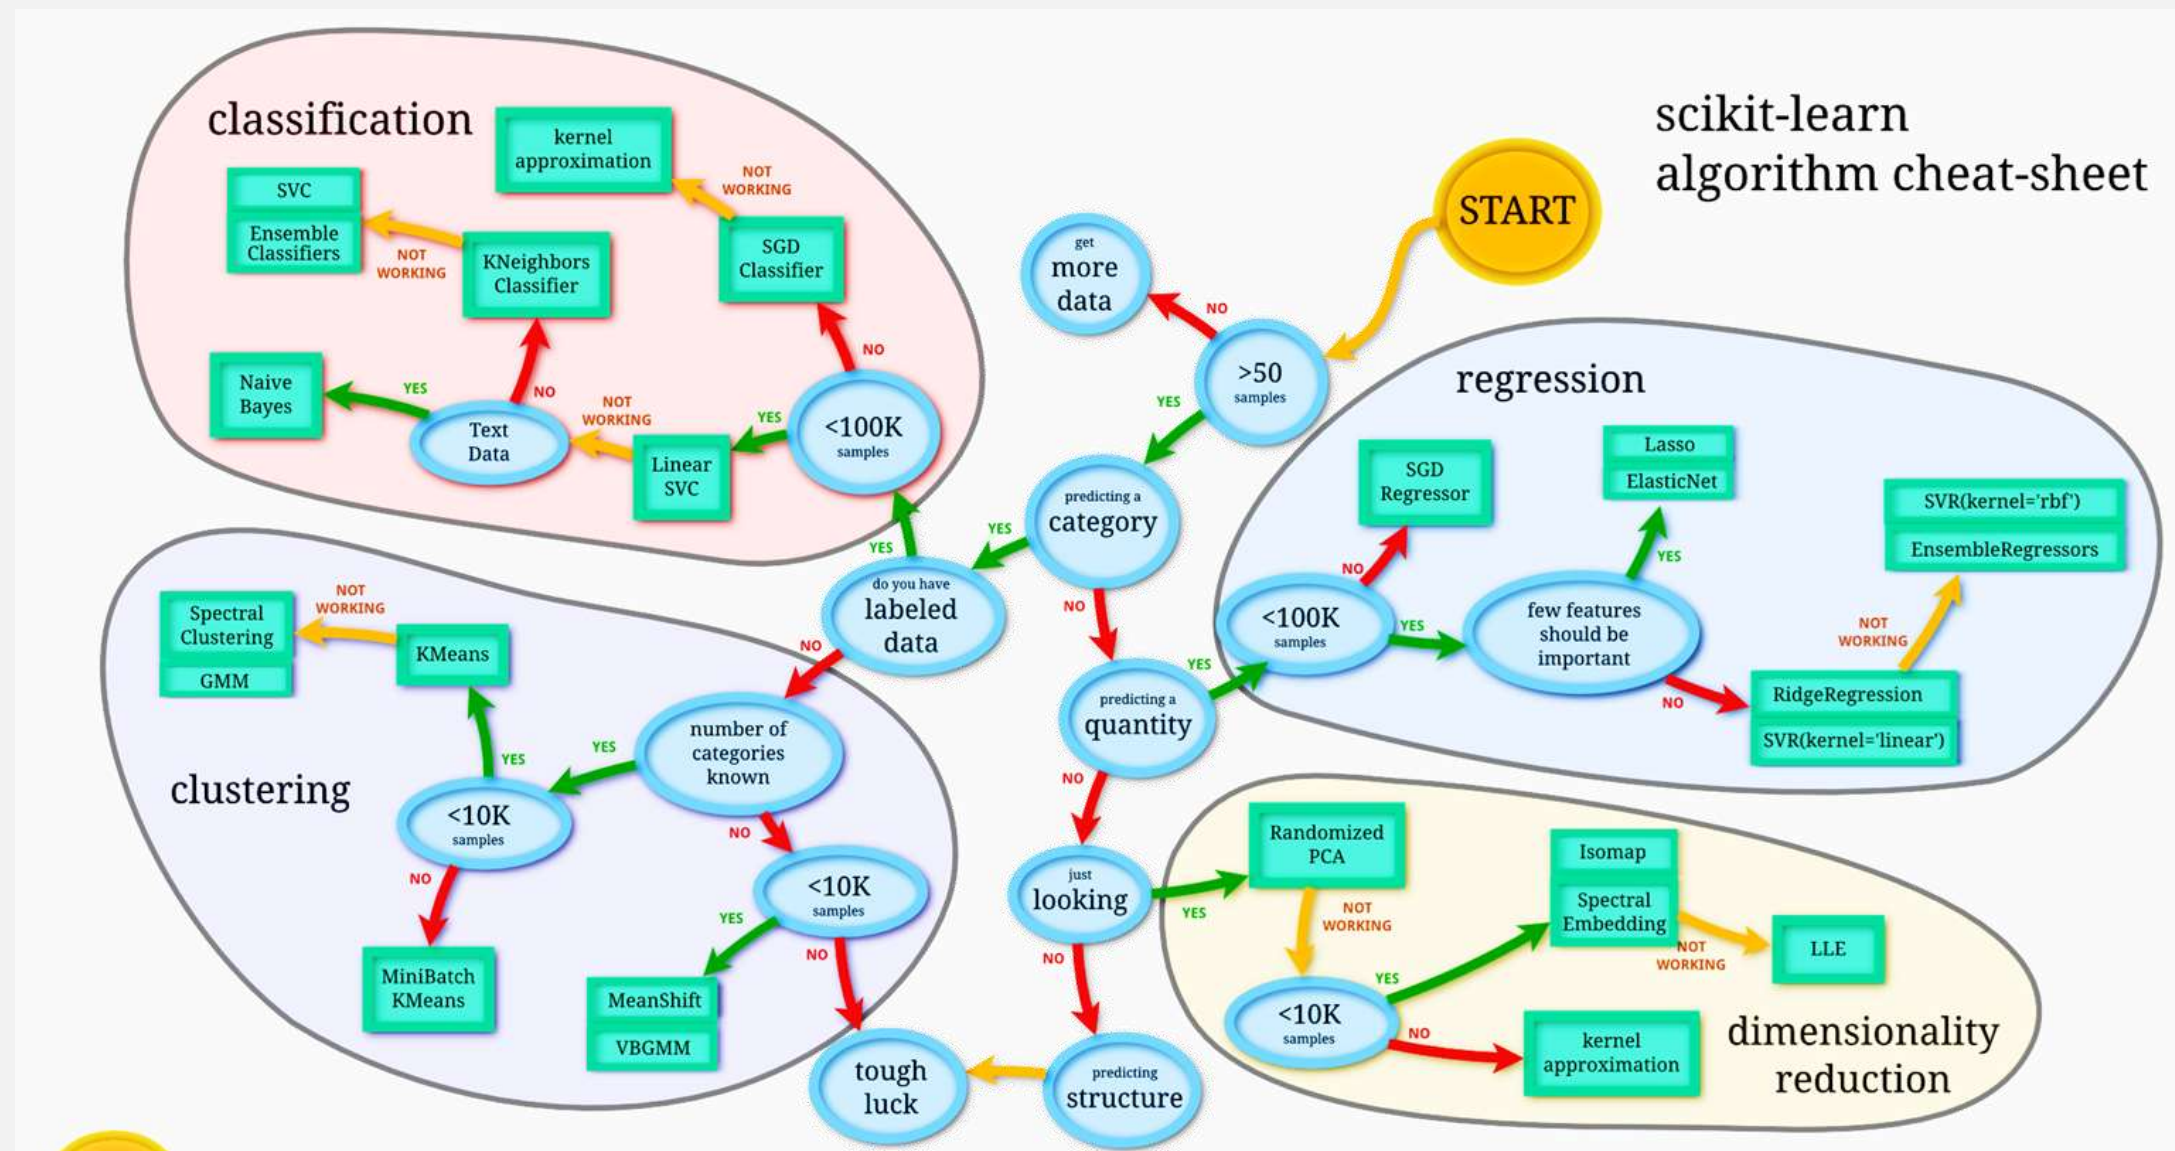 scikit-learn
algorithm cheat-sheet
START
>50
samples
NO
get
more
data
YES
predicting a
category
YES
do you have
labeled
data
YES
NO
predicting a
quantity
YES
NO
just
looking
YES
NO
predicting
structure
tough
luck
classification
<100K
samples
NO
SGD
Classifier
NOT
WORKING
kernel
approximation
YES
Linear
SVC
NOT
WORKING
Text
Data
YES
Naive
Bayes
NO
KNeighbors
Classifier
NOT
WORKING
SVC
Ensemble
Classifiers
clustering
NO
number of
categories
known
YES
<10K
samples
YES
KMeans
NOT
WORKING
Spectral
Clustering
GMM
NO
MiniBatch
KMeans
NO
<10K
samples
YES
MeanShift
VBGMM
NO
regression
<100K
samples
NO
SGD
Regressor
YES
few features
should be
important
YES
Lasso
ElasticNet
NO
RidgeRegression
SVR(kernel='linear')
NOT
WORKING
SVR(kernel='rbf')
EnsembleRegressors
dimensionality
reduction
Randomized
PCA
NOT
WORKING
<10K
samples
YES
Isomap
Spectral
Embedding
NOT
WORKING
LLE
NO
kernel
approximation